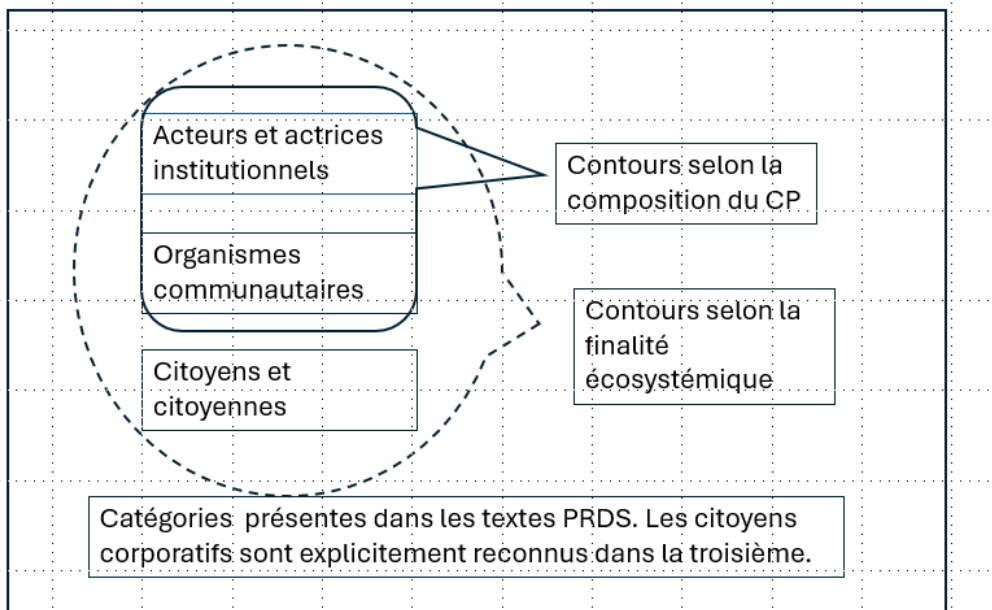 Acteurs et actrices
institutionnels
Contours selon la
composition du CP
Organismes
communautaires
Contours selon la
finalité
écosystémique
Citoyens et
citoyennes
Catégories  présentes dans les textes PRDS. Les citoyens
corporatifs sont explicitement reconnus dans la troisième.